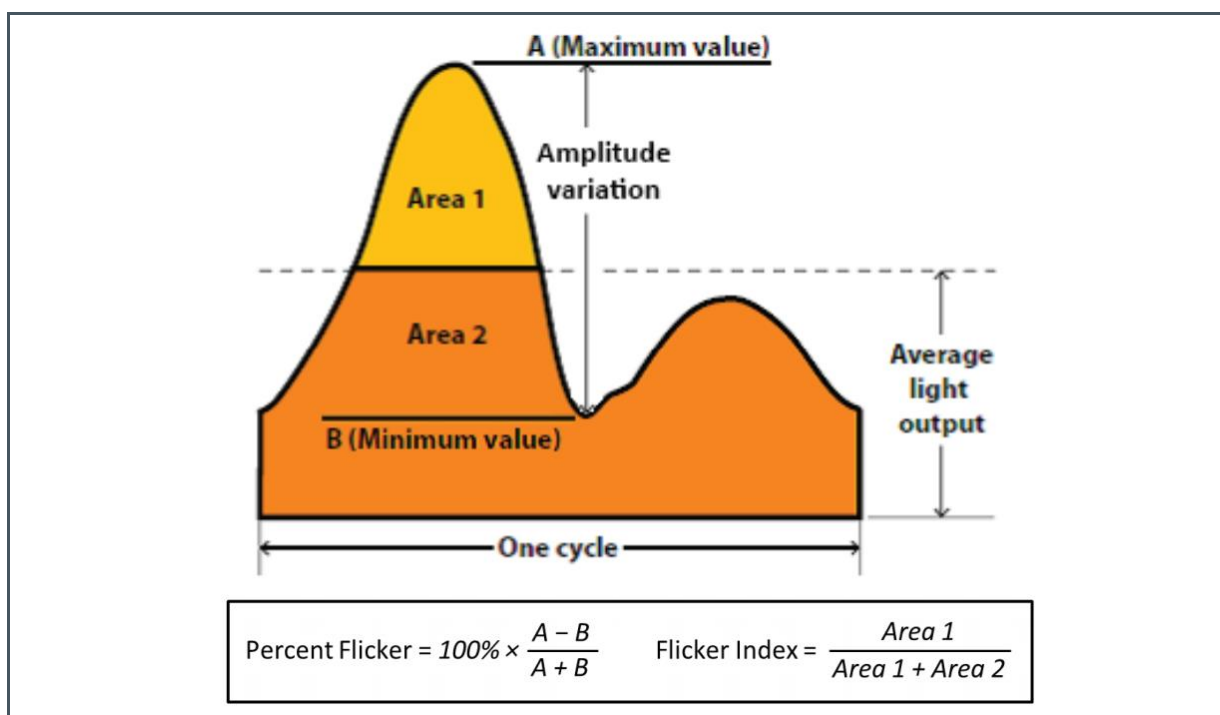 A (Maximum value)
Amplitude
variation
Area 1
Area 2
Average
light
output
B (Minimum value)
One cycle
Percent Flicker = 100% × (A − B) / (A + B)
Flicker Index = Area 1 / (Area 1 + Area 2)